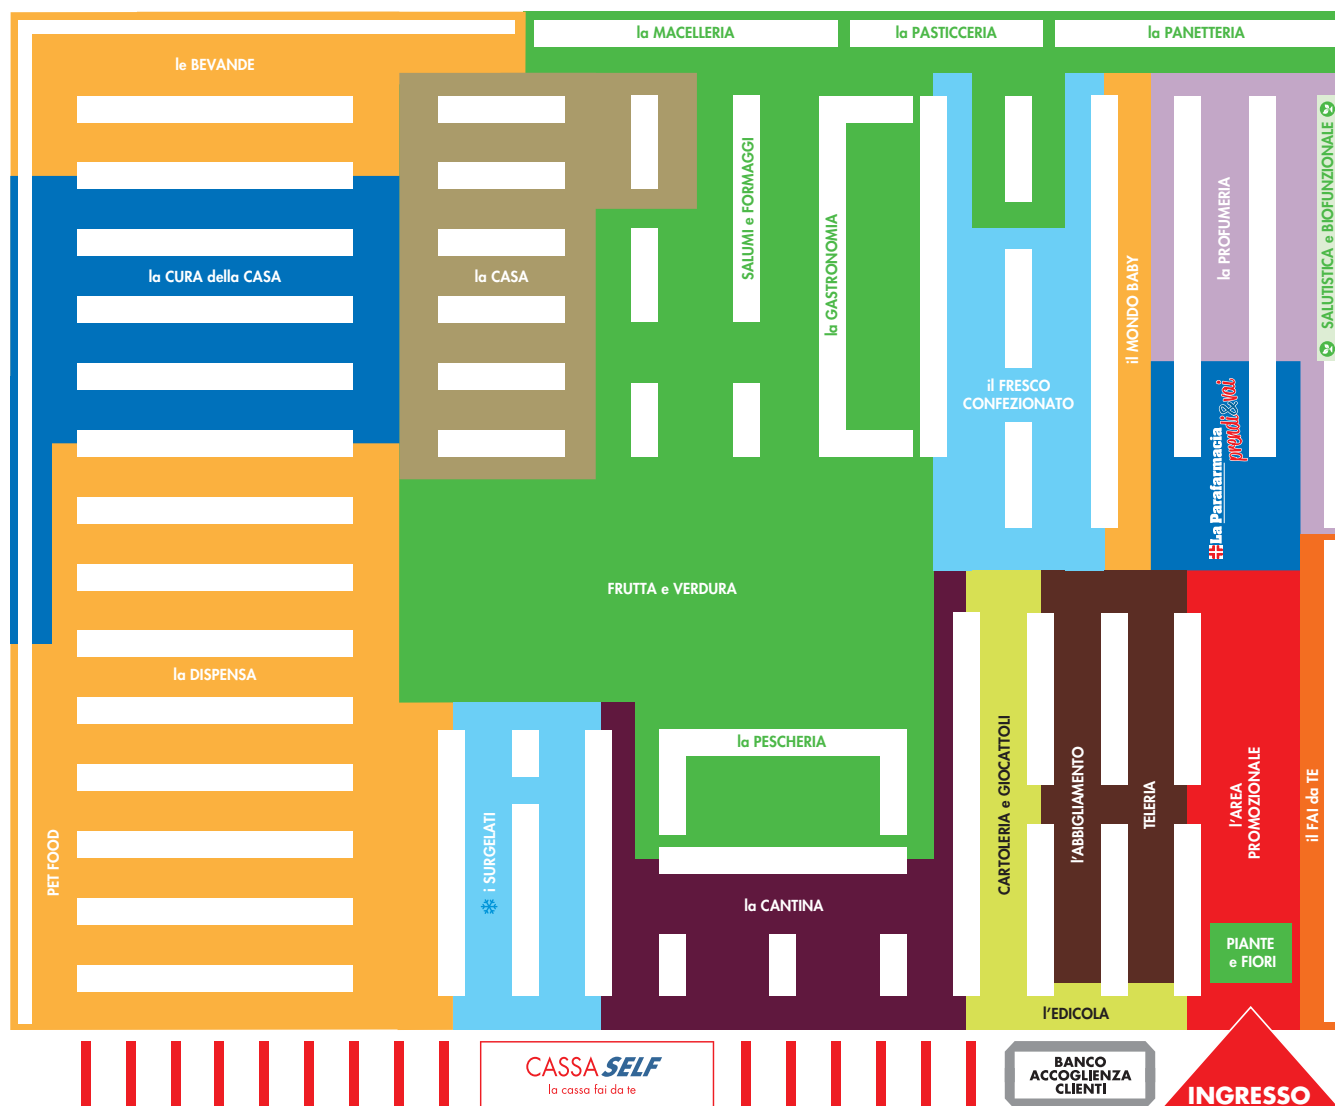 la MACELLERIA
la PASTICCERIA
la PANETTERIA
le BEVANDE
SALUMI e FORMAGGI
la GASTRONOMIA
il MONDO BABY
la PROFUMERIA
SALUTISTICA e BIOFUNZIONALE
la CURA della CASA
la CASA
il FRESCO
CONFEZIONATO
La Parafarmacia
prendi&voi
FRUTTA e VERDURA
la DISPENSA
la PESCHERIA
CARTOLERIA e GIOCATTOLI
l'ABBIGLIAMENTO
TELERIA
l'AREA
PROMOZIONALE
il FAI da TE
PET FOOD
i SURGELATI
la CANTINA
PIANTE
e FIORI
l'EDICOLA
CASSA SELF
la cassa fai da te
BANCO
ACCOGLIENZA
CLIENTI
INGRESSO